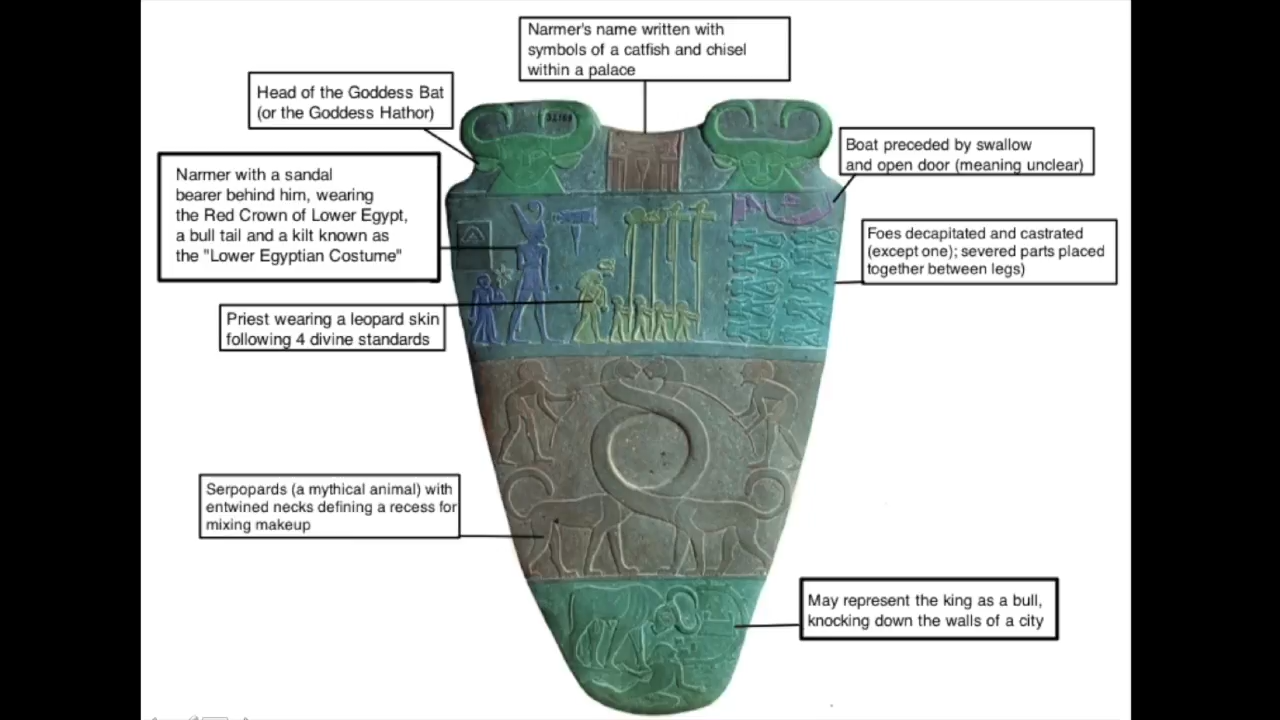 Narmer's name written with
symbols of a catfish and chisel
within a palace
Head of the Goddess Bat
(or the Goddess Hathor)
Boat preceded by swallow
and open door (meaning unclear)
Narmer with a sandal
bearer behind him, wearing
the Red Crown of Lower Egypt,
a bull tail and a kilt known as
the "Lower Egyptian Costume"
Foes decapitated and castrated
(except one); severed parts placed
together between legs)
Priest wearing a leopard skin
following 4 divine standards
Serpopards (a mythical animal) with
entwined necks defining a recess for
mixing makeup
May represent the king as a bull,
knocking down the walls of a city